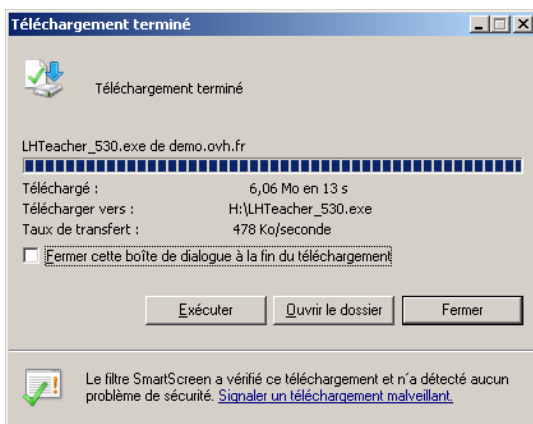 Téléchargement terminé
Téléchargement terminé
LHTeacher_530.exe de demo.ovh.fr
Téléchargé : 6,06 Mo en 13 s
Télécharger vers : H:\LHTeacher_530.exe
Taux de transfert : 478 Ko/seconde
Fermer cette boîte de dialogue à la fin du téléchargement
Exécuter Ouvrir le dossier Fermer
Le filtre SmartScreen a vérifié ce téléchargement et n´a détecté aucun
problème de sécurité. Signaler un téléchargement malveillant.